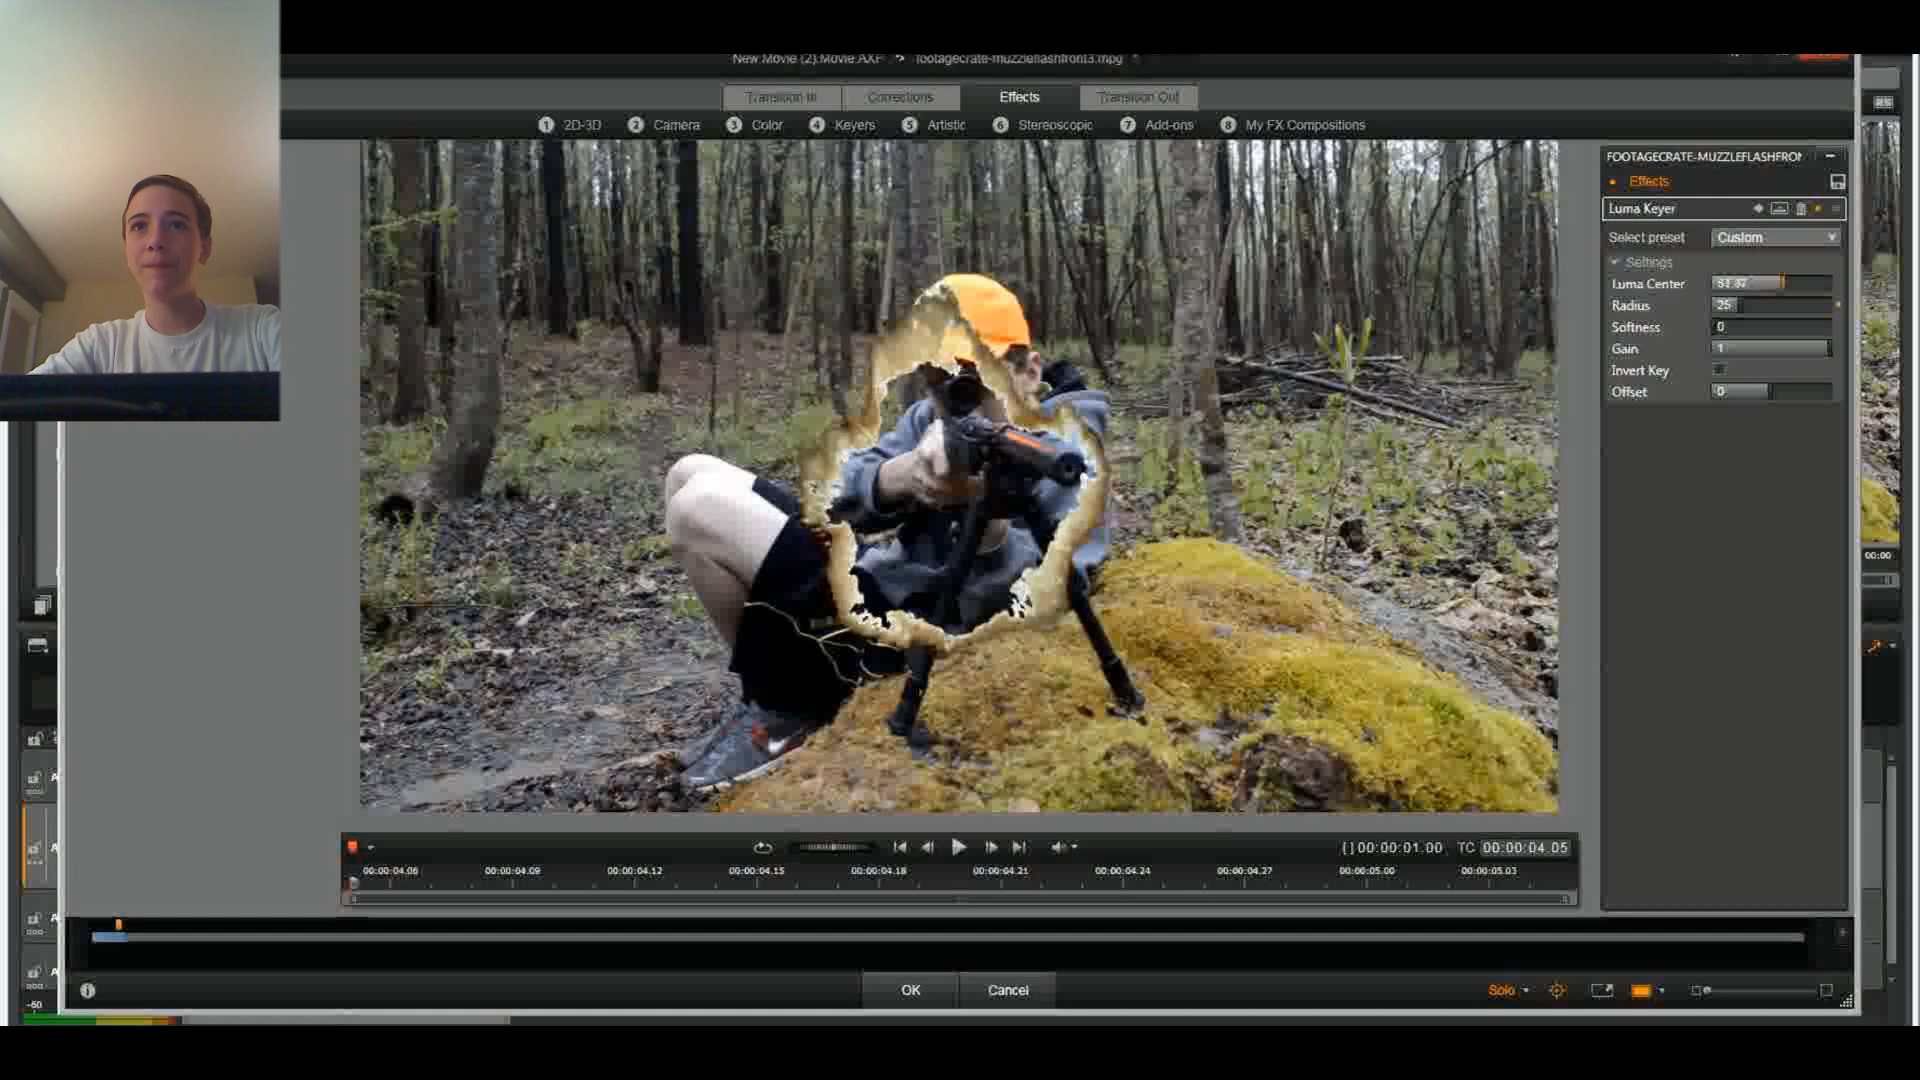 New Movie (2).Movie.AXP > footagecrate-muzzleflashfront3.mpg
Transition In Corrections Effects Transition Out
1 2D-3D 2 Camera 3 Color 4 Keyers 5 Artistic 6 Stereoscopic 7 Add-ons 8 My FX Compositions
FOOTAGECRATE-MUZZLEFLASHFRON
Effects
Luma Keyer
Select preset Custom
Settings
Luma Center
Radius 25
Softness 0
Gain 1
Invert Key
Offset 0
00:00
[ ] 00:00:01.00 TC 00:00:04.05
00:00:04.06 00:00:04.09 00:00:04.12 00:00:04.15 00:00:04.18 00:00:04.21 00:00:04.24 00:00:04.27 00:00:05.00 00:00:05.03
A
A
A
A
OK Cancel Solo
-60